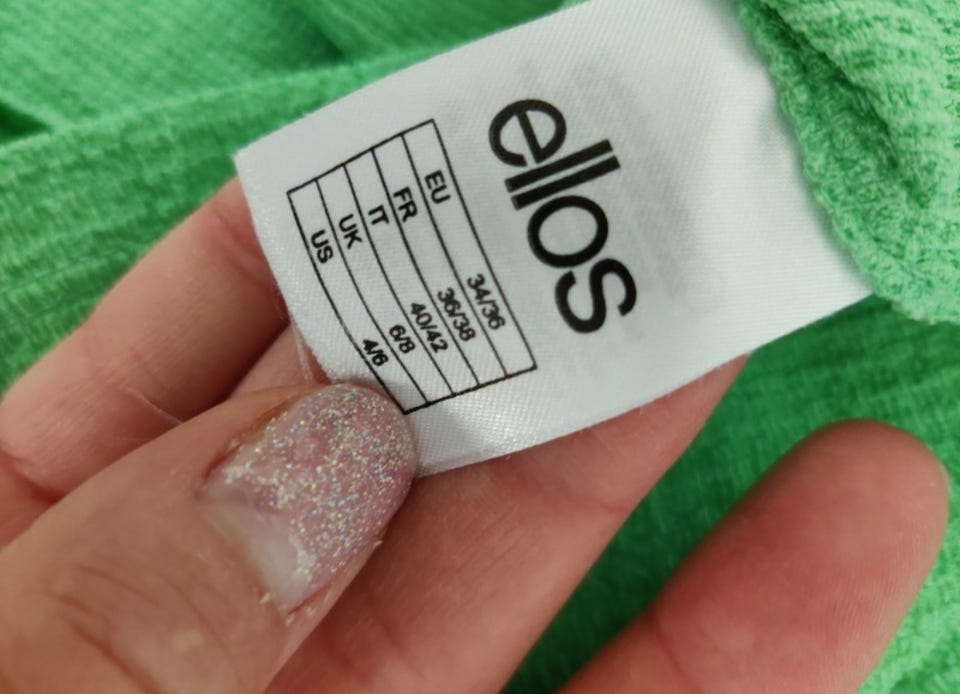 ellos
EU 34/36
FR 36/38
IT 40/42
UK 6/8
US 4/6